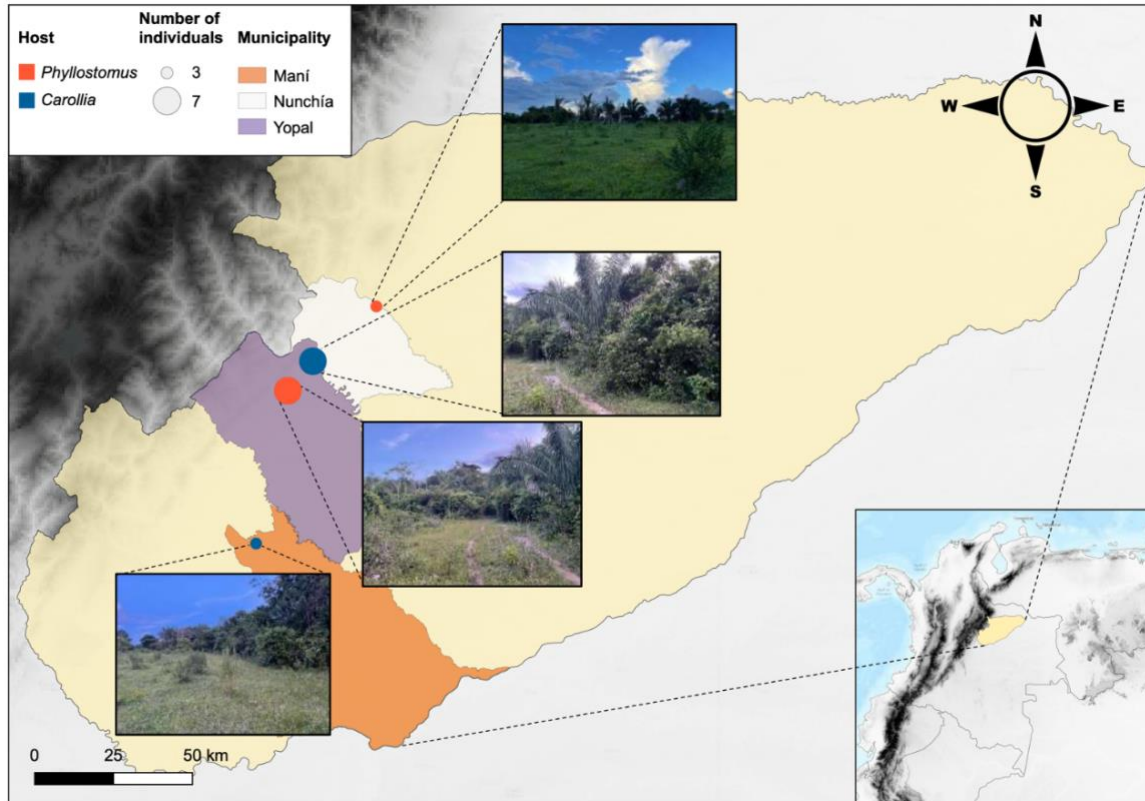 Host
Phyllostomus
Carollia
Number of
individuals
3
7
Municipality
Maní
Nunchía
Yopal
N
W
E
S
0 25 50 km